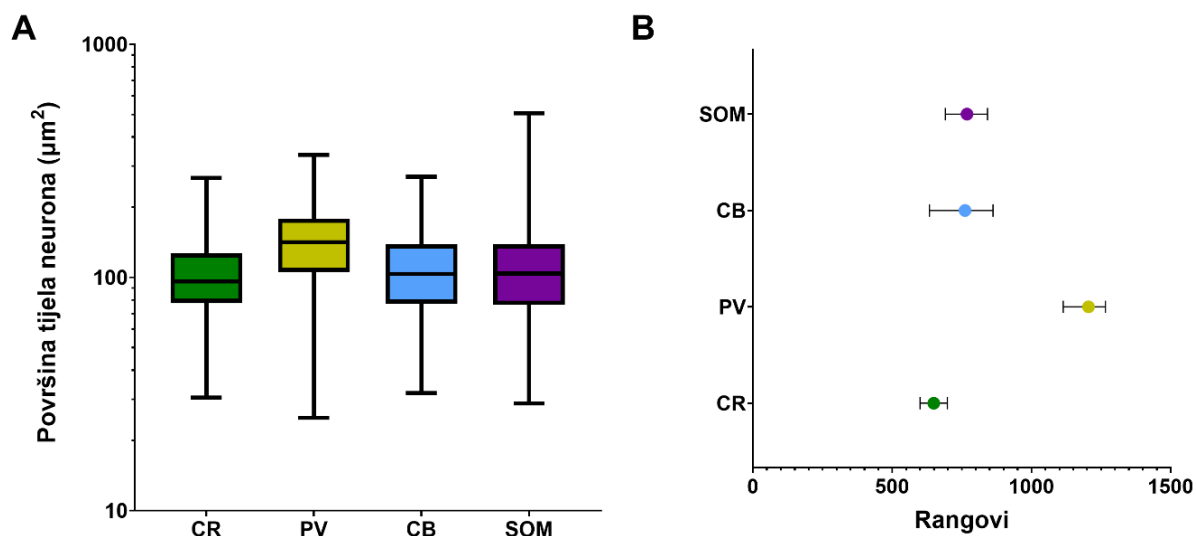 A
Površina tijela neurona (µm²)
1000
100
10
CR PV CB SOM
B
SOM
CB
PV
CR
0 500 1000 1500
Rangovi